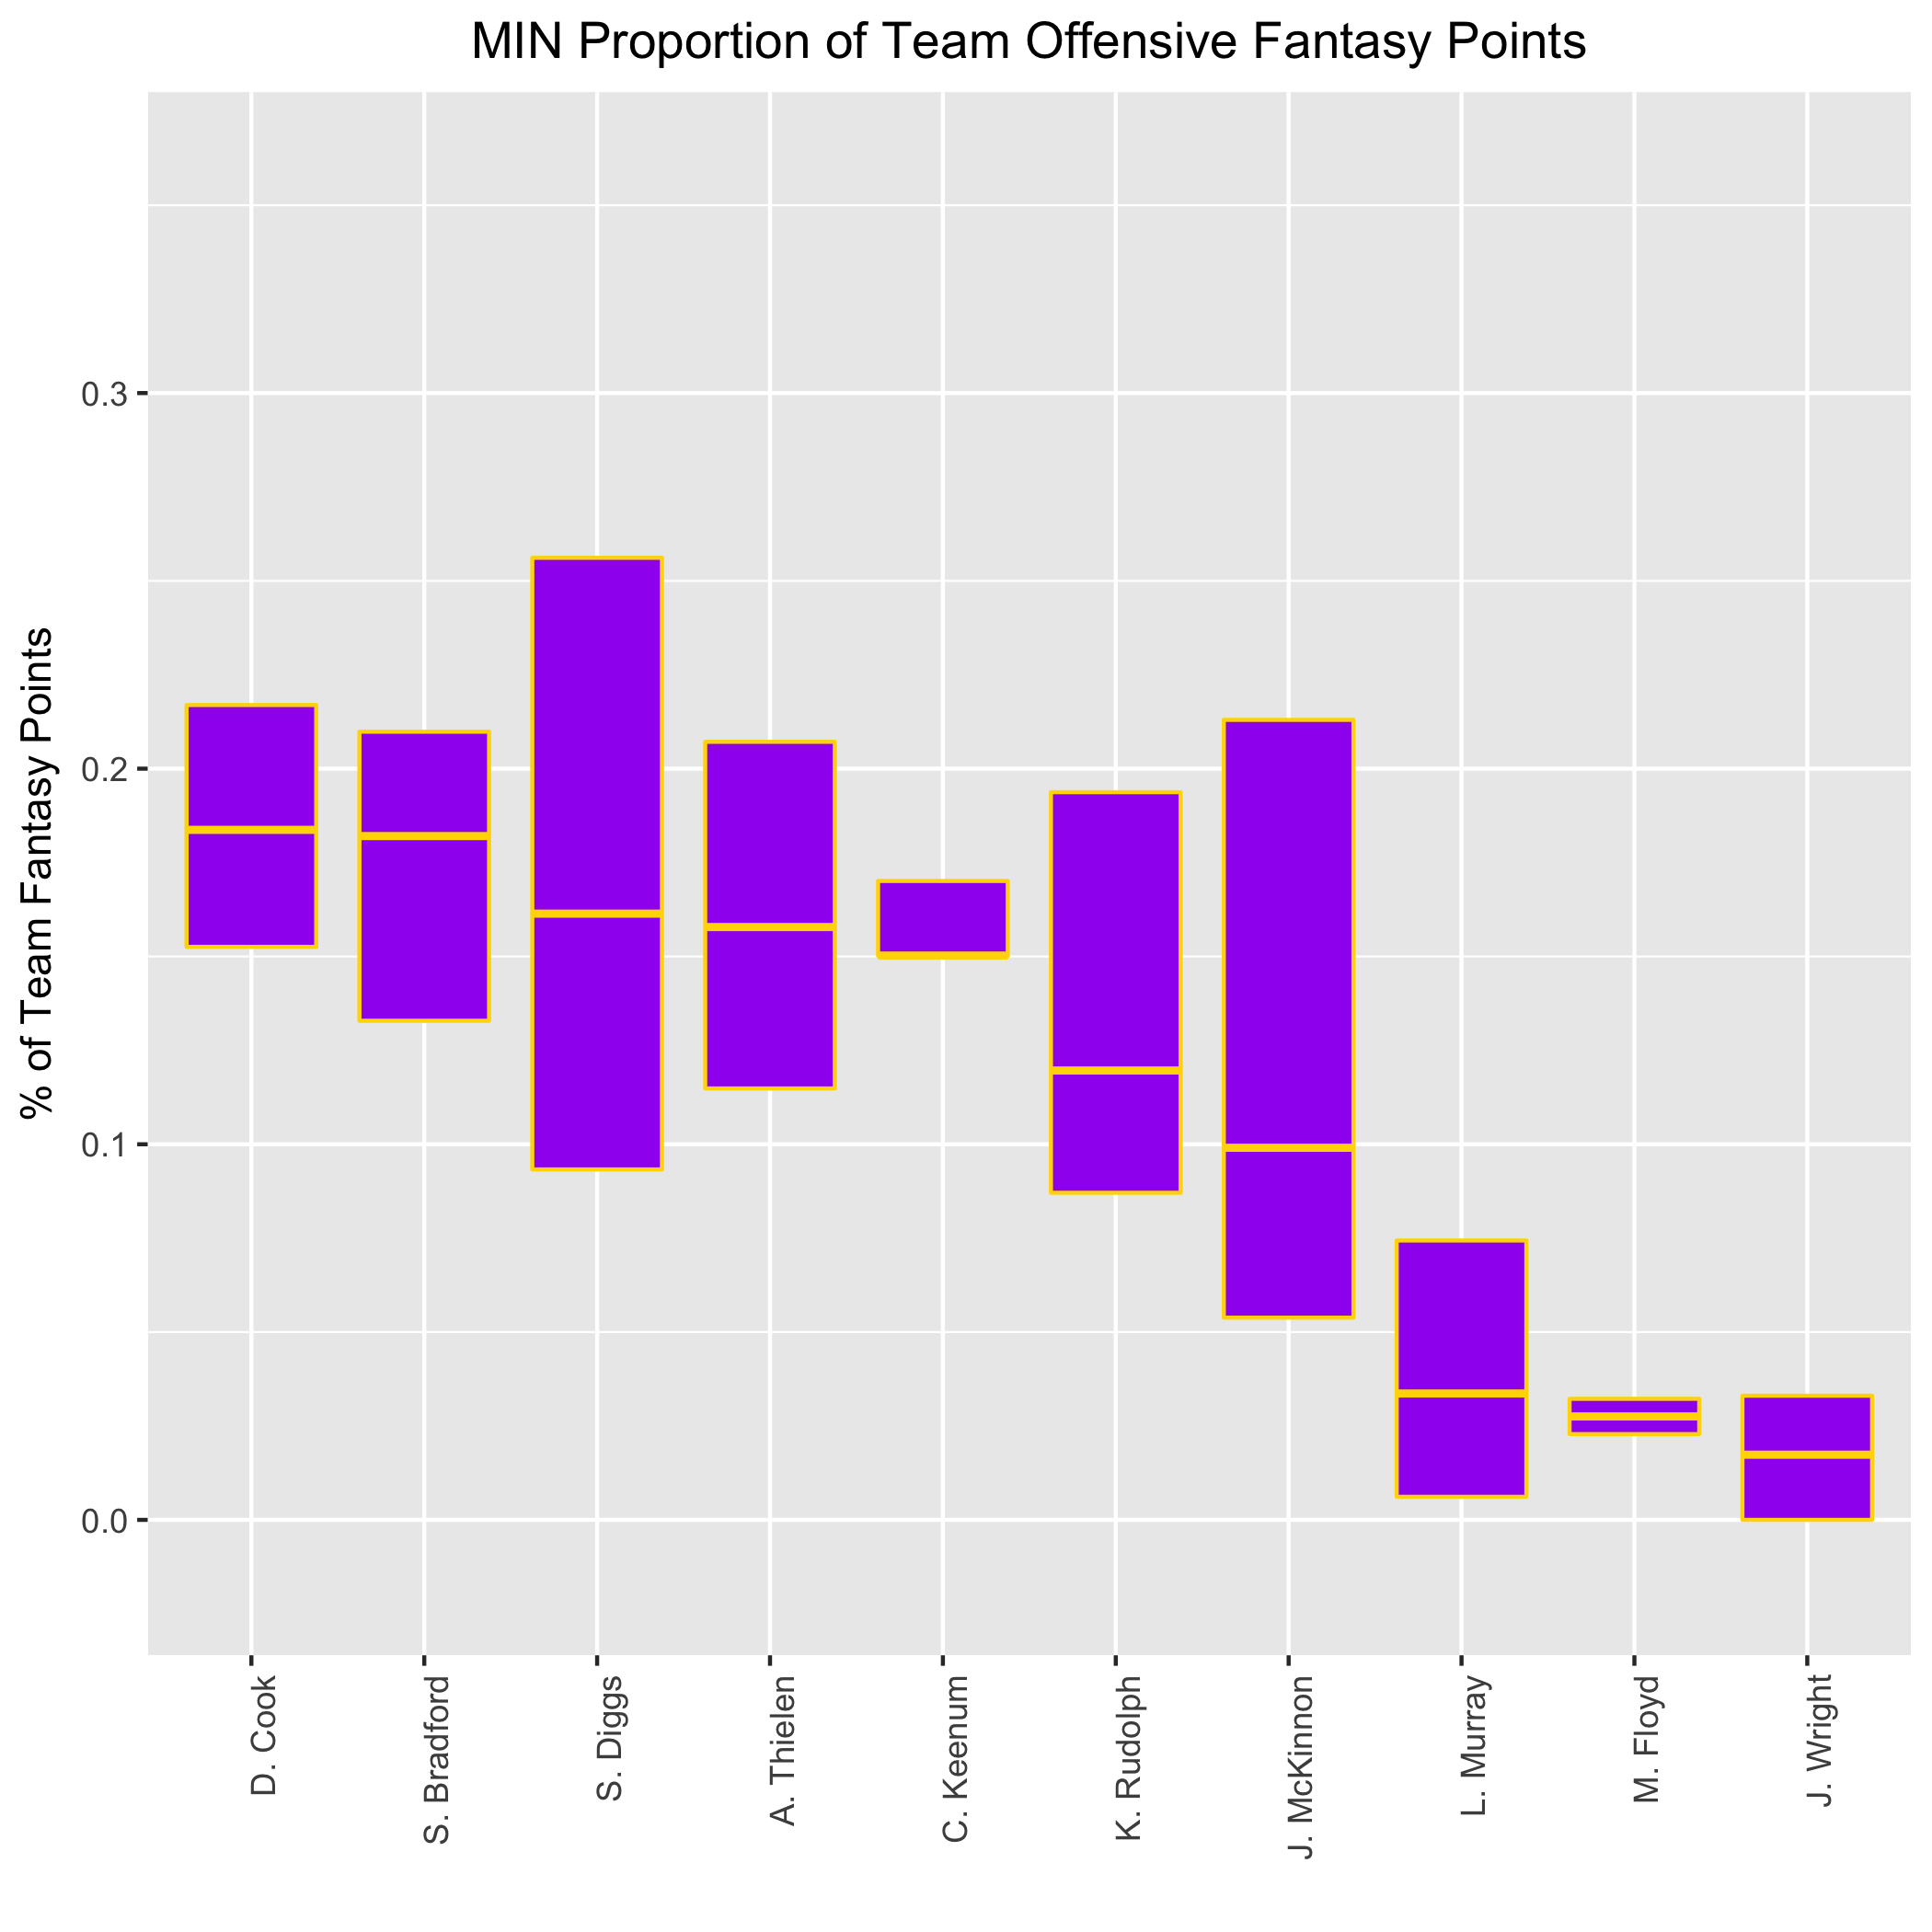 MIN Proportion of Team Offensive Fantasy Points
% of Team Fantasy Points
0.3
0.2
0.1
0.0
D. Cook
S. Bradford
S. Diggs
A. Thielen
C. Keenum
K. Rudolph
J. McKinnon
L. Murray
M. Floyd
J. Wright